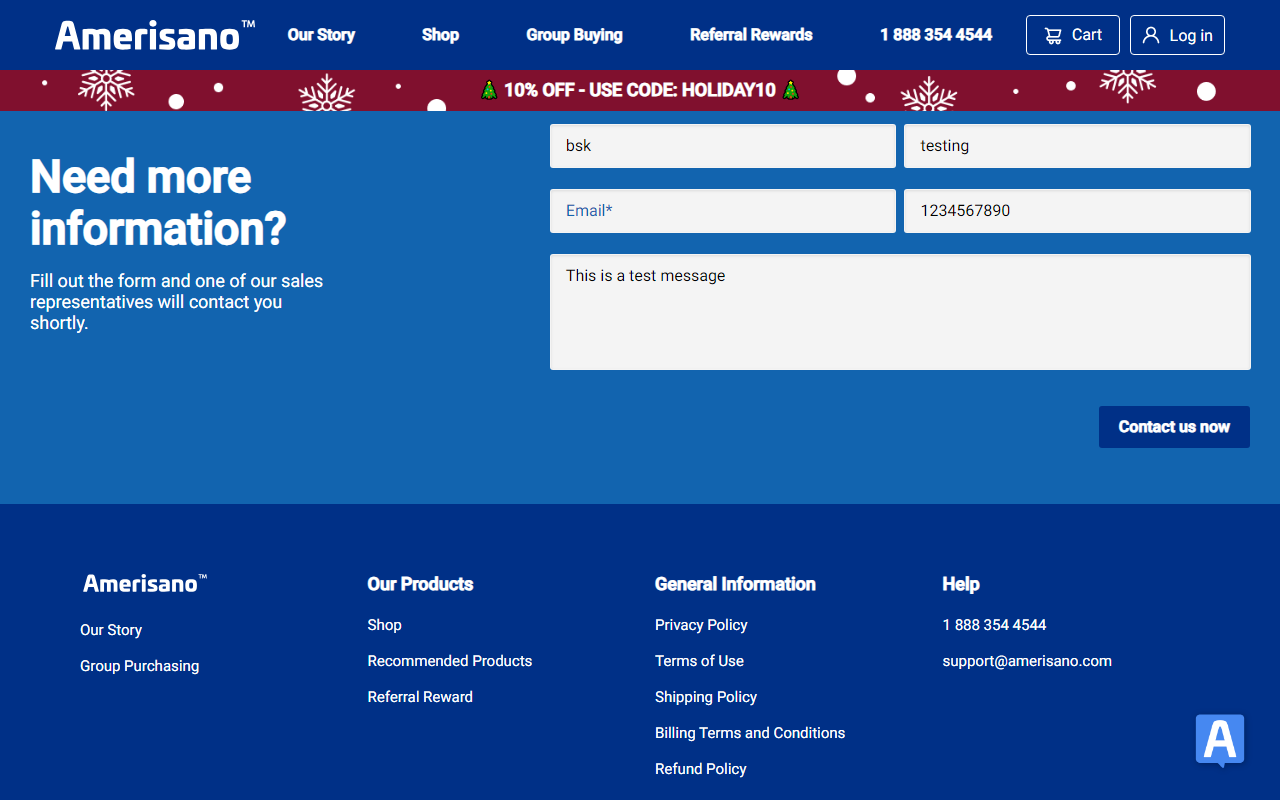 Amerisano™ Our Story Shop Group Buying Referral Rewards 1 888 354 4544 Cart Log in
🎄 10% OFF - USE CODE: HOLIDAY10 🎄
bsk testing
Need more
information?
Email* 1234567890
Fill out the form and one of our sales
representatives will contact you
shortly.
This is a test message
Contact us now
Amerisano™
Our Story
Group Purchasing
Our Products
Shop
Recommended Products
Referral Reward
General Information
Privacy Policy
Terms of Use
Shipping Policy
Billing Terms and Conditions
Refund Policy
Help
1 888 354 4544
support@amerisano.com
A